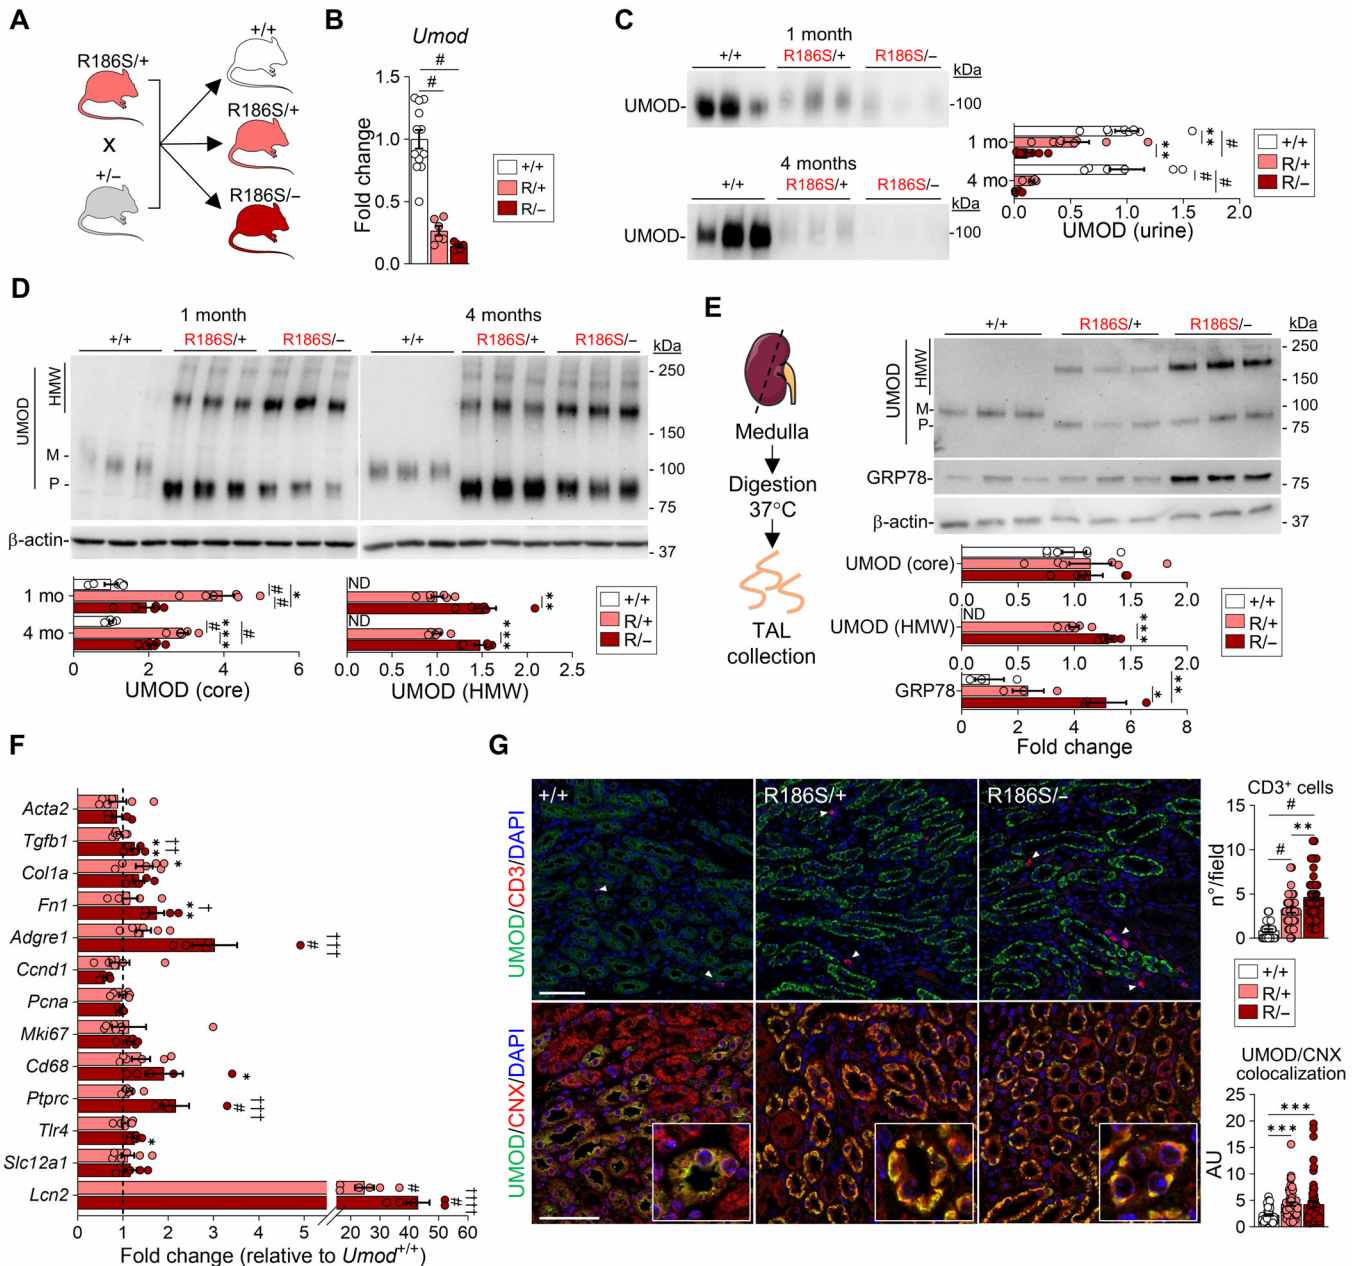 A
R186S/+
X
+/–
+/+
R186S/+
R186S/–
B
Umod
#
#
Fold change
1.5
1.0
0.5
0.0
+/+
R/+
R/–
C
1 month
+/+
R186S/+
R186S/–
kDa
UMOD-
-100
4 months
+/+
R186S/+
R186S/–
kDa
UMOD-
-100
1 mo
4 mo
**
#
**
#
#
0.0
0.5
1.0
1.5
2.0
UMOD (urine)
+/+
R/+
R/–
D
1 month
4 months
+/+
R186S/+
R186S/–
+/+
R186S/+
R186S/–
kDa
UMOD
HMW
M -
P -
- 250
- 150
- 100
- 75
β-actin-
- 37
1 mo
4 mo
##
##
*
#
***
#
0
2
4
6
UMOD (core)
ND
ND
**
***
0.0
0.5
1.0
1.5
2.0
2.5
UMOD (HMW)
+/+
R/+
R/–
E
Medulla
Digestion
37°C
TAL
collection
+/+
R186S/+
R186S/–
kDa
UMOD
HMW
M-
P-
- 250
- 150
- 100
- 75
GRP78-
- 75
β-actin-
- 37
UMOD (core)
0.0
0.5
1.0
1.5
2.0
ND
UMOD (HMW)
***
0.0
0.5
1.0
1.5
2.0
GRP78
*
***
0
2
4
6
8
Fold change
+/+
R/+
R/–
F
Acta2
Tgfb1
** ††
Col1a
*
Fn1
** †
Adgre1
# †††
Ccnd1
Pcna
Mki67
Cd68
*
Ptprc
# †††
Tlr4
*
Slc12a1
Lcn2
#
# †††
0
1
2
3
4
5
20
30
40
50
60
Fold change (relative to Umod+/+)
G
UMOD/CD3/DAPI
+/+
R186S/+
R186S/–
UMOD/CNX/DAPI
CD3+ cells
#
#
**
n°/field
15
10
5
0
+/+
R/+
R/–
UMOD/CNX
colocalization
***
***
AU
25
20
15
10
5
0